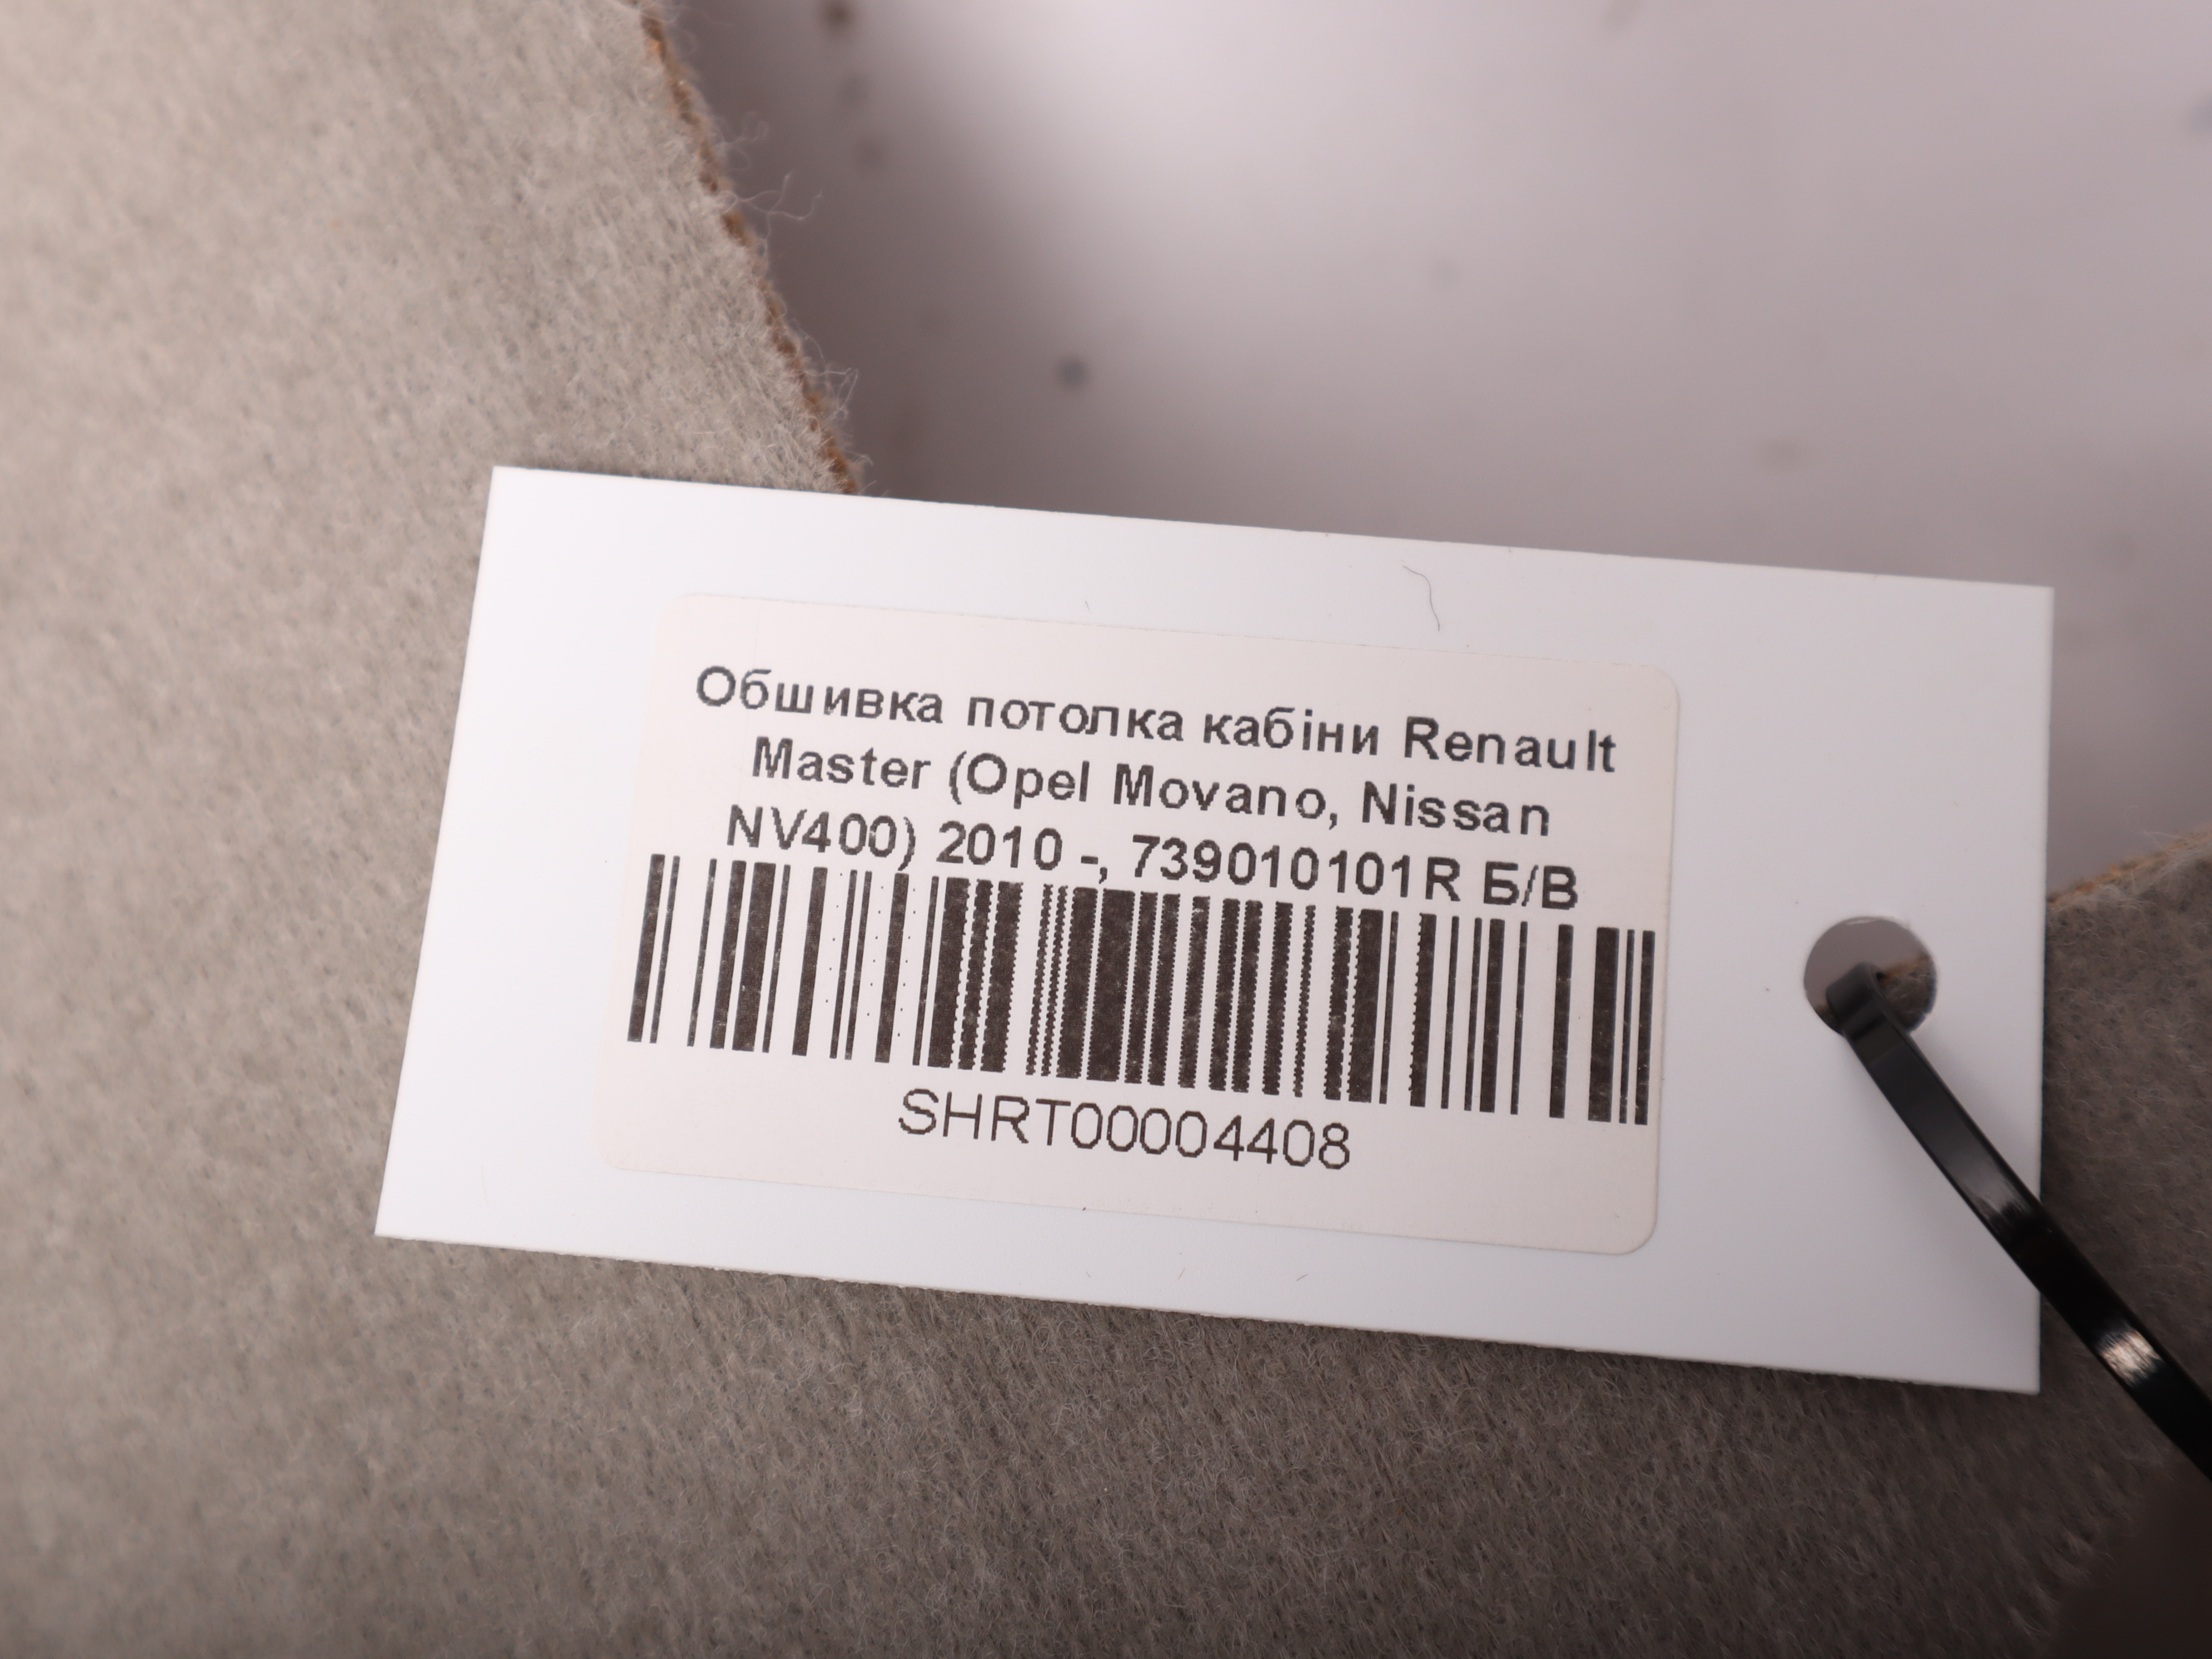 Обшивка потолка кабіни Renault
Master (Opel Movano, Nissan
NV400) 2010 -, 739010101R Б/В
SHRT00004408